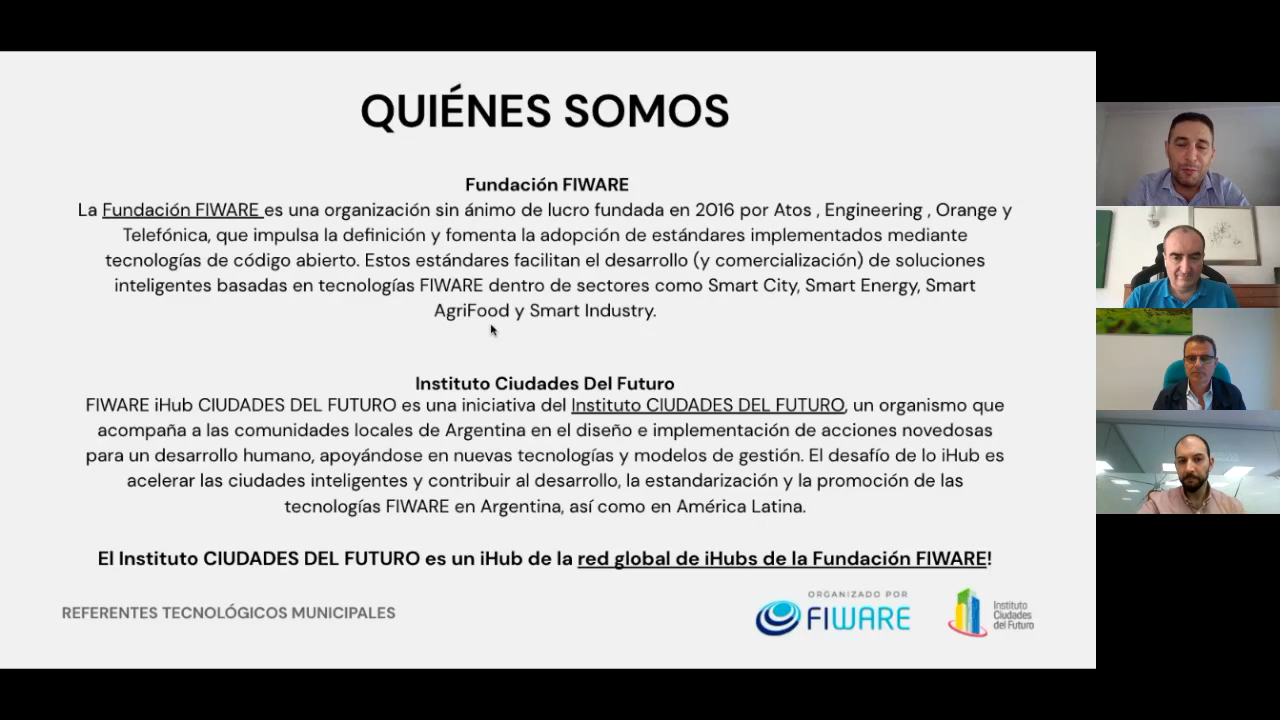 QUIÉNES SOMOS
Fundación FIWARE
La Fundación FIWARE es una organización sin ánimo de lucro fundada en 2016 por Atos , Engineering , Orange y
Telefónica, que impulsa la definición y fomenta la adopción de estándares implementados mediante
tecnologías de código abierto. Estos estándares facilitan el desarrollo (y comercialización) de soluciones
inteligentes basadas en tecnologías FIWARE dentro de sectores como Smart City, Smart Energy, Smart
AgriFood y Smart Industry.
Instituto Ciudades Del Futuro
FIWARE iHub CIUDADES DEL FUTURO es una iniciativa del Instituto CIUDADES DEL FUTURO, un organismo que
acompaña a las comunidades locales de Argentina en el diseño e implementación de acciones novedosas
para un desarrollo humano, apoyándose en nuevas tecnologías y modelos de gestión. El desafío de lo iHub es
acelerar las ciudades inteligentes y contribuir al desarrollo, la estandarización y la promoción de las
tecnologías FIWARE en Argentina, así como en América Latina.
El Instituto CIUDADES DEL FUTURO es un iHub de la red global de iHubs de la Fundación FIWARE!
REFERENTES TECNOLÓGICOS MUNICIPALES
ORGANIZADO POR
FIWARE
Instituto
Ciudades
del Futuro